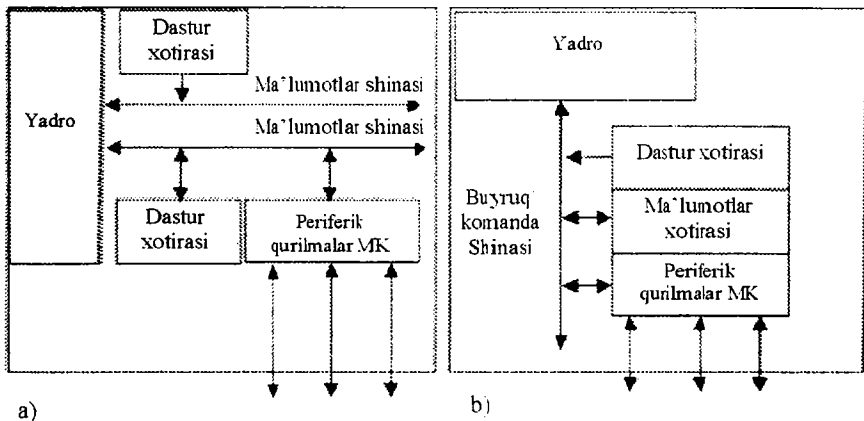 Dastur
xotirasi
Ma'lumotlar shinasi
Yadro
Ma'lumotlar shinasi
Dastur
xotirasi
Periferik
qurilmalar MK
a)
Yadro
Dastur xotirasi
Buyruq'
komanda
Shinasi
Ma'lumotlar
xotirasi
Periferik
qurilmalar MK
b)